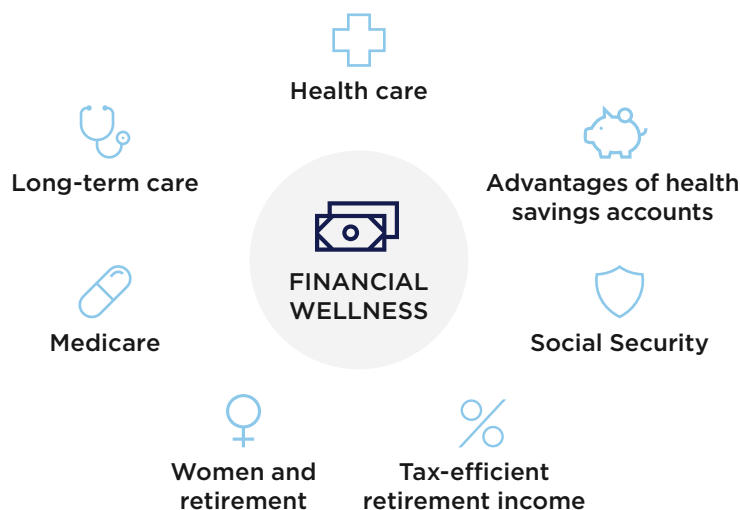 Health care
Long-term care
Advantages of health
savings accounts
FINANCIAL
WELLNESS
Medicare
Social Security
Women and
retirement
Tax-efficient
retirement income